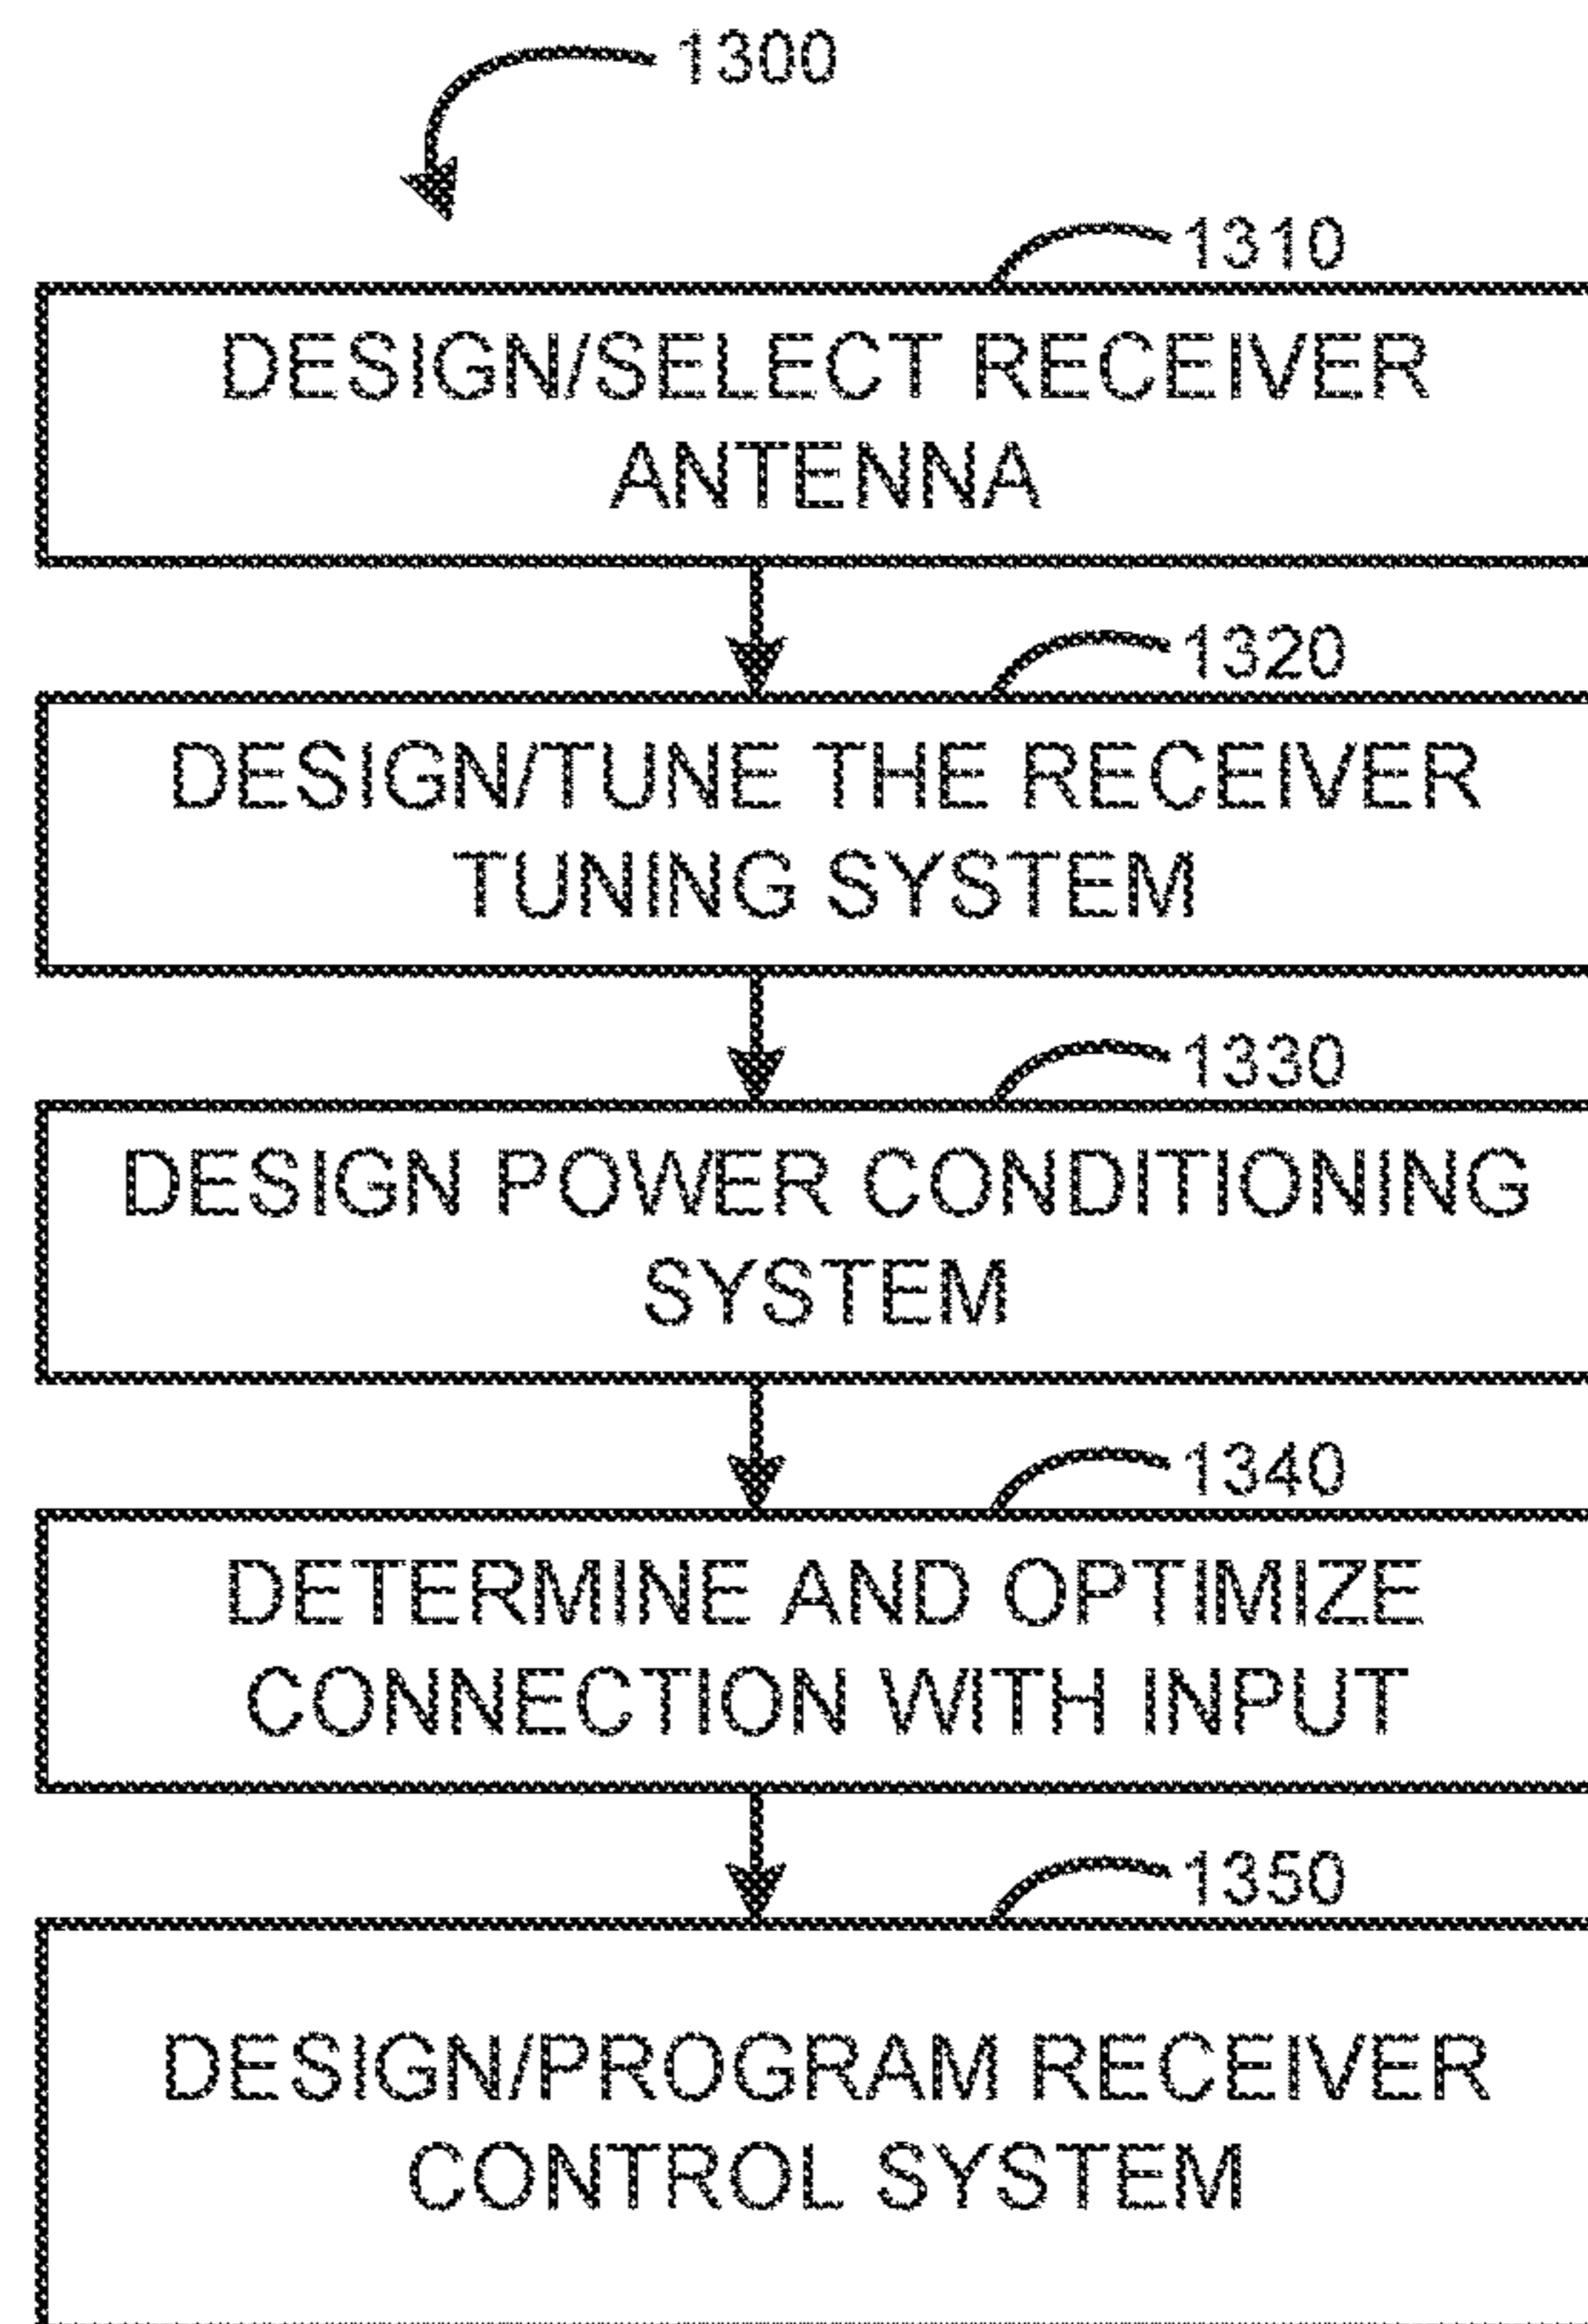 1300
1310
DESIGN/SELECT RECEIVER
ANTENNA
1320
DESIGN/TUNE THE RECEIVER
TUNING SYSTEM
1330
DESIGN POWER CONDITIONING
SYSTEM
1340
DETERMINE AND OPTIMIZE
CONNECTION WITH INPUT
1350
DESIGN/PROGRAM RECEIVER
CONTROL SYSTEM